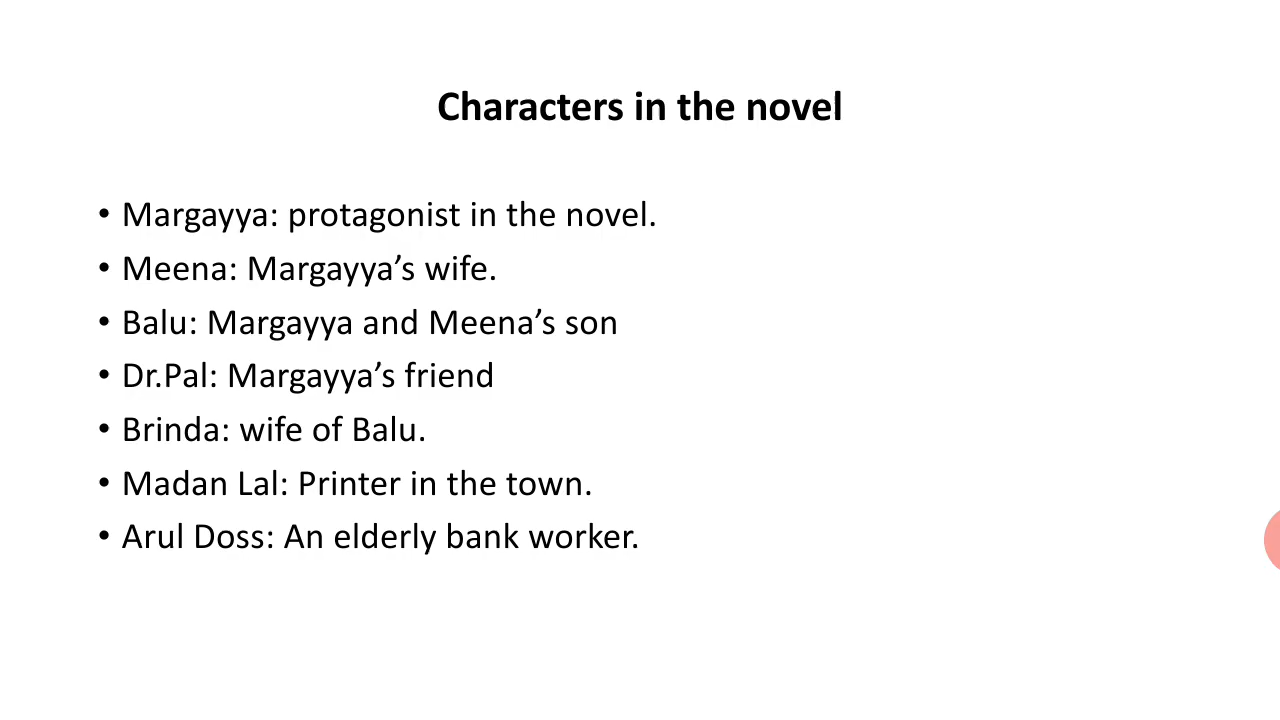 Characters in the novel
• Margayya: protagonist in the novel.
• Meena: Margayya’s wife.
• Balu: Margayya and Meena’s son
• Dr.Pal: Margayya’s friend
• Brinda: wife of Balu.
• Madan Lal: Printer in the town.
• Arul Doss: An elderly bank worker.